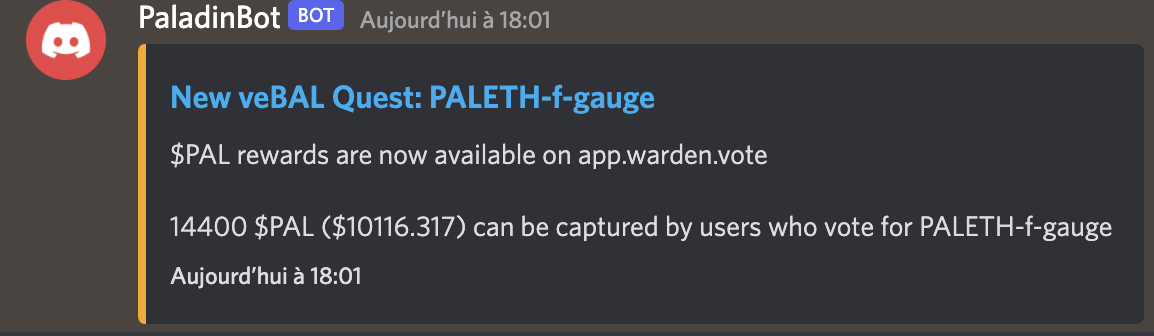 PaladinBot BOT Aujourd’hui à 18:01
New veBAL Quest: PALETH-f-gauge
$PAL rewards are now available on app.warden.vote
14400 $PAL ($10116.317) can be captured by users who vote for PALETH-f-gauge
Aujourd’hui à 18:01